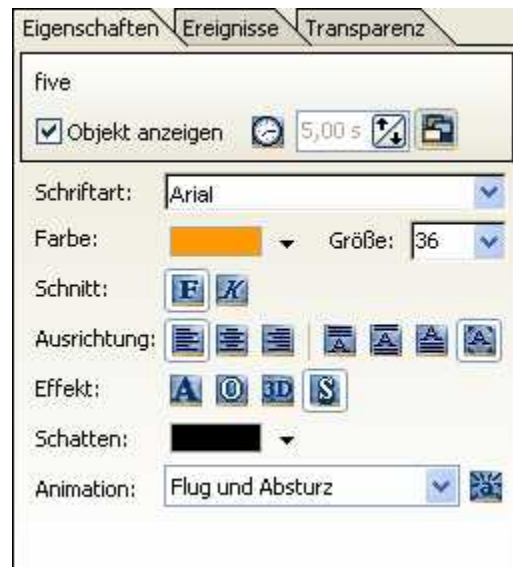 Eigenschaften Ereignisse Transparenz
five
Objekt anzeigen 5,00 s
Schriftart: Arial
Farbe: Größe: 36
Schnitt: F K
Ausrichtung: A A A A
Effekt: A O 3D S
Schatten:
Animation: Flug und Absturz a